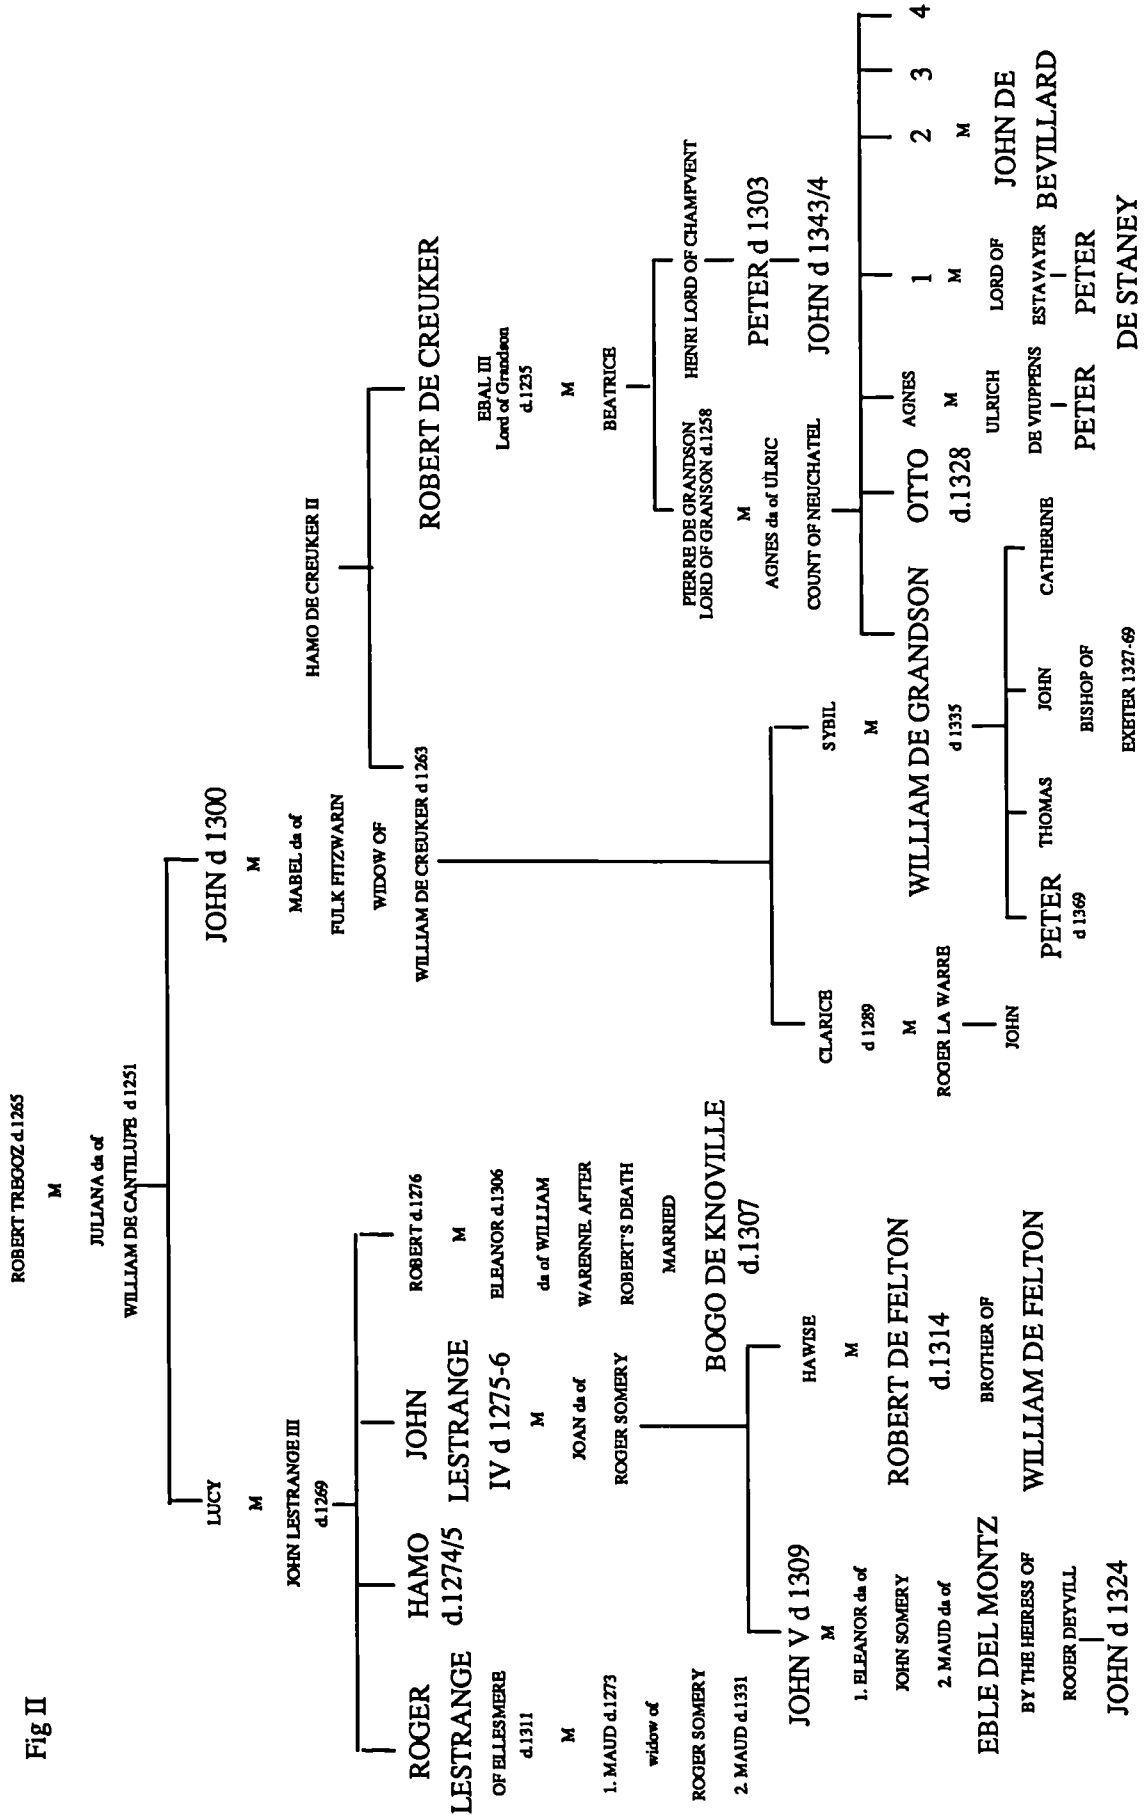 Fig II
ROBERT TREGOZ d.1265
M
JULIANA da of
WILLIAM DE CANTILUPE d 1251
LUCY
M
JOHN LESTRANGE III
d.1269
ROGER
LESTRANGE
OF ELLESMERE
d.1311
M
1. MAUD d.1273
widow of
ROGER SOMERY
2. MAUD d.1331
HAMO
d.1274/5
JOHN
LESTRANGE
IV d 1275-6
M
JOAN da of
ROGER SOMERY
ROBERT d.1276
M
ELEANOR d.1306
da of WILLIAM
WARENNE. AFTER
ROBERT'S DEATH
MARRIED
BOGO DE KNOVILLE
d.1307
JOHN V d 1309
M
1. ELEANOR da of
JOHN SOMERY
2. MAUD da of
EBLE DEL MONTZ
BY THE HEIRESS OF
ROGER DEYVILL
JOHN d 1324
HAWISE
M
ROBERT DE FELTON
d.1314
BROTHER OF
WILLIAM DE FELTON
JOHN d 1300
M
MABEL da of
FULK FITZWARIN
WIDOW OF
WILLIAM DE CREUKER d 1263
HAMO DE CREUKER II
ROBERT DE CREUKER
CLARICE
d 1289
M
ROGER LA WARRE
JOHN
SYBIL
M
WILLIAM DE GRANDSON
d 1335
PETER
d 1369
THOMAS
JOHN
BISHOP OF
EXETER 1327-69
CATHERINE
EBAL III
Lord of Grandson
d.1235
M
BEATRICE
PIERRE DE GRANDSON
LORD OF GRANSON d.1258
M
AGNES da of ULRIC
COUNT OF NEUCHATEL
HENRI LORD OF CHAMPVENT
PETER d 1303
JOHN d 1343/4
OTTO
d.1328
AGNES
M
ULRICH
DE VIUPPENS
PETER
1
M
LORD OF
ESTAVAYER
PETER
DE STANEY
2
M
JOHN DE
BEVILLARD
3
4